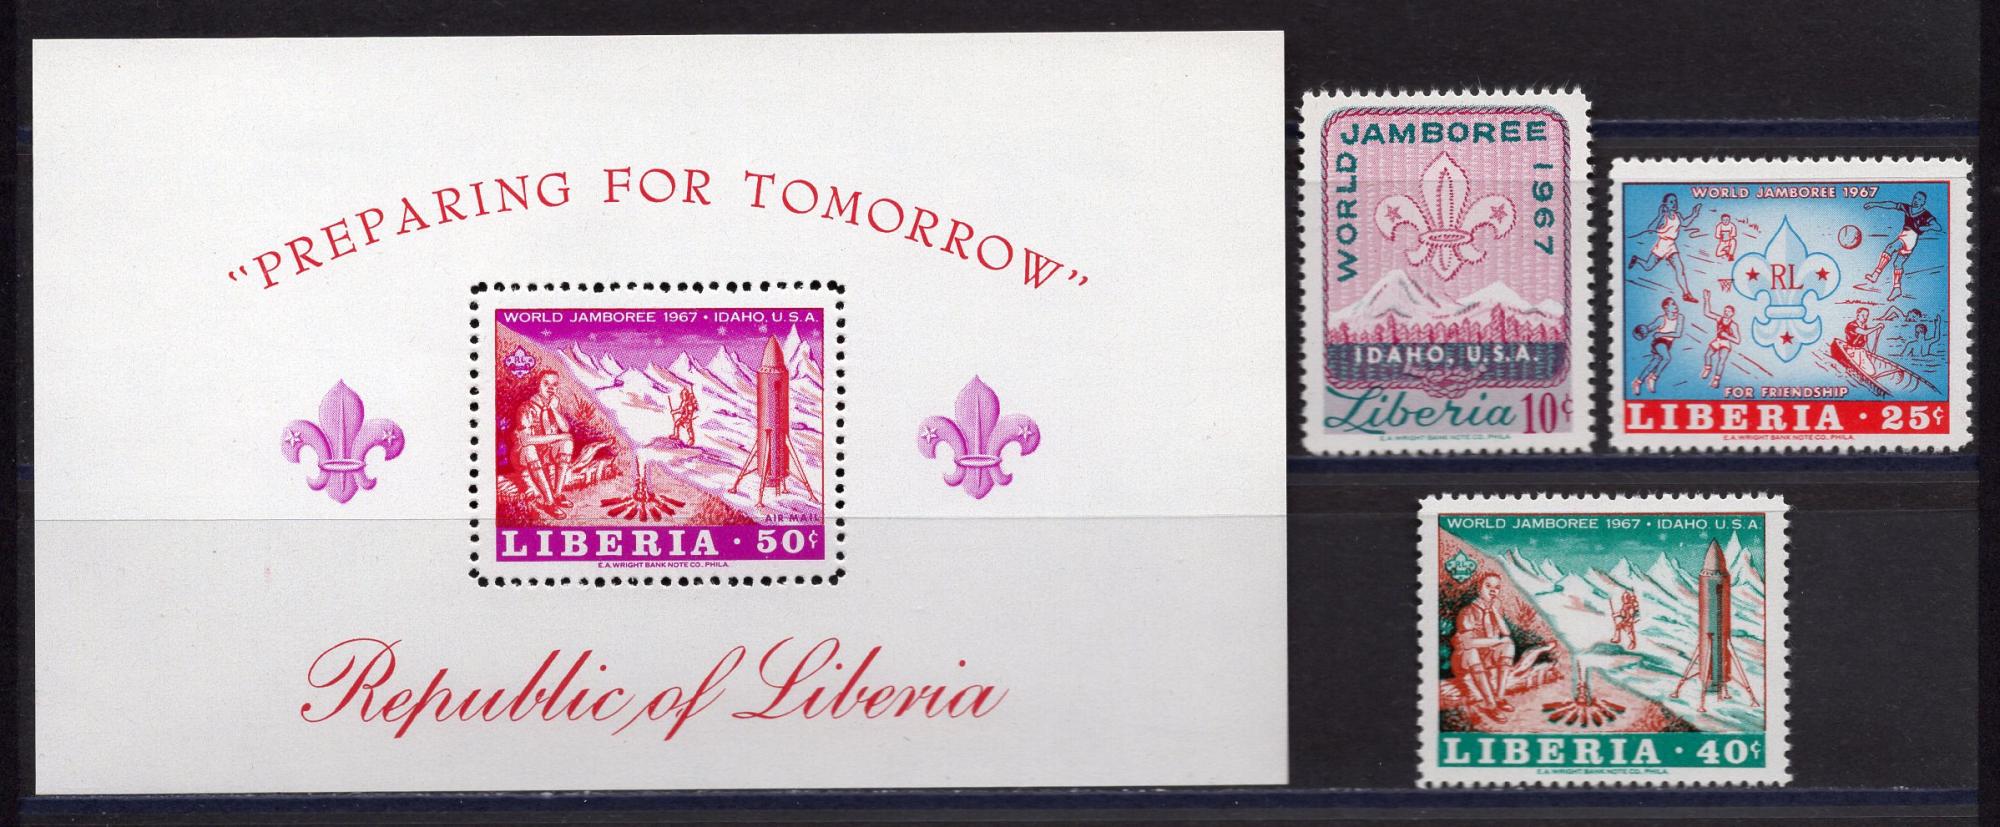 “PREPARING FOR TOMORROW”
WORLD JAMBOREE 1967 • IDAHO, U.S.A.
RL
AIR MAIL
LIBERIA · 50¢
E.A. WRIGHT BANK NOTE CO., PHILA.
Republic of Liberia
WORLD JAMBOREE 1967
IDAHO, U.S.A.
Liberia 10¢
E.A. WRIGHT BANK NOTE CO., PHILA.
WORLD JAMBOREE 1967
RL
FOR FRIENDSHIP
LIBERIA · 25¢
E.A. WRIGHT BANK NOTE CO., PHILA.
WORLD JAMBOREE 1967 • IDAHO, U.S.A.
RL
LIBERIA · 40¢
E.A. WRIGHT BANK NOTE CO., PHILA.